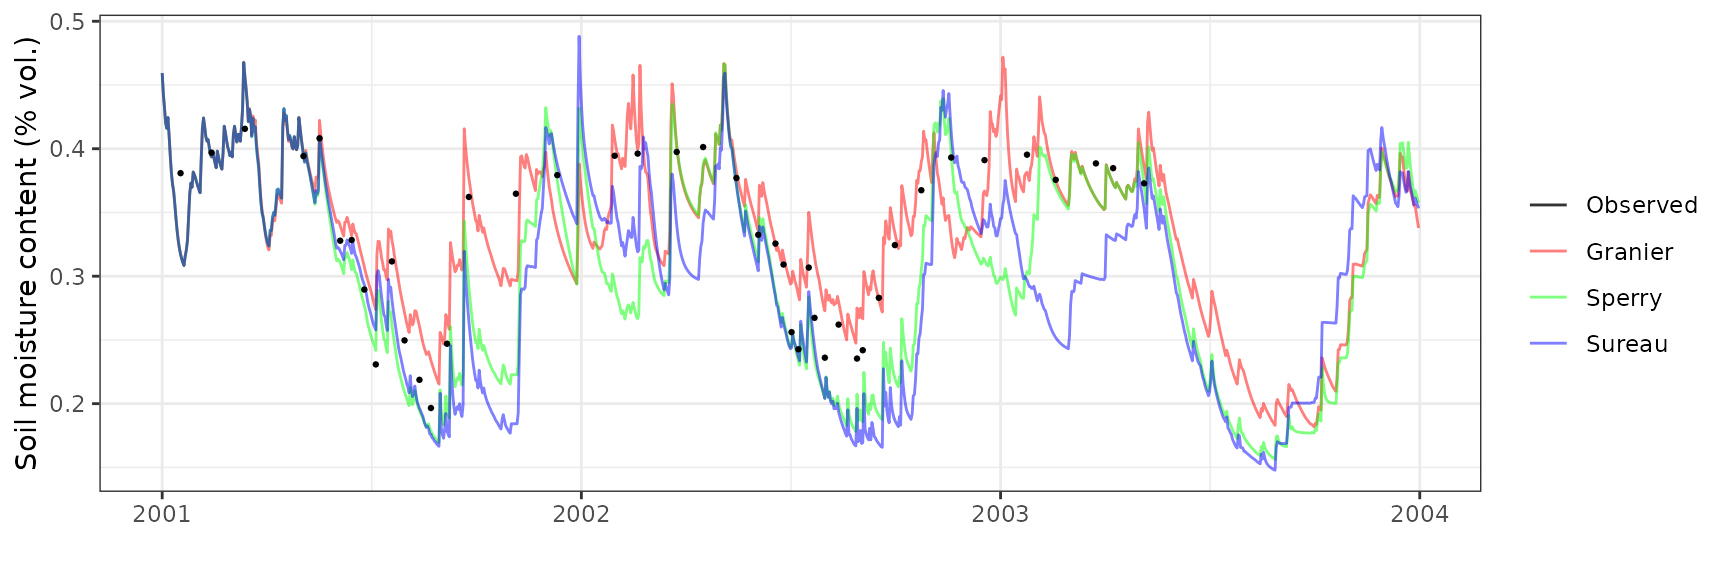 Soil moisture content (% vol.)
0.5
0.4
0.3
0.2
2001
2002
2003
2004
Observed
Granier
Sperry
Sureau